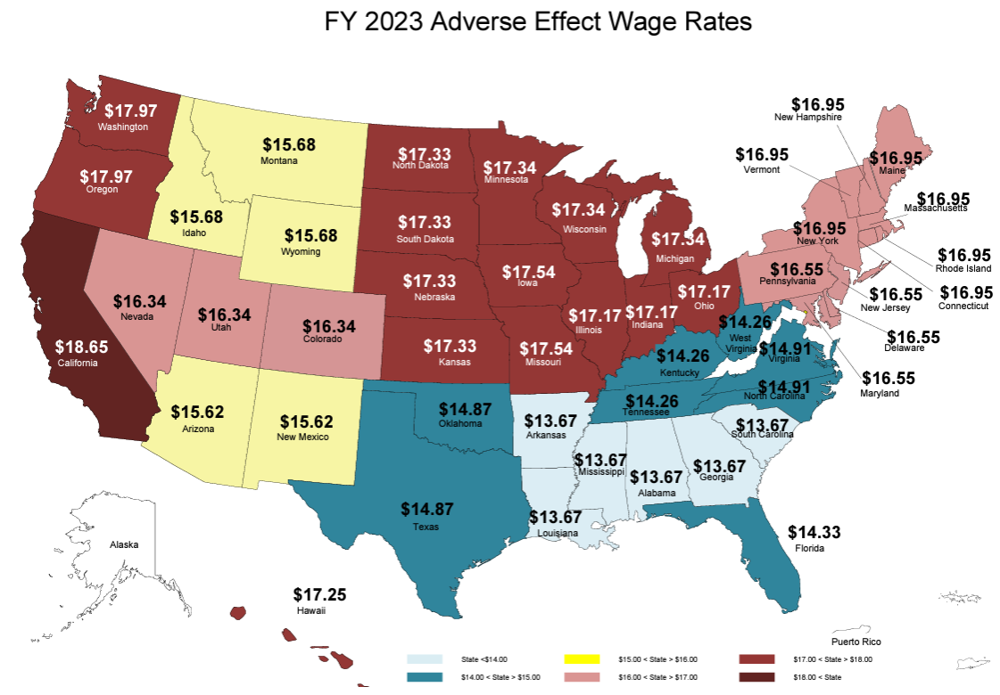 FY 2023 Adverse Effect Wage Rates
$17.97
Washington
$17.97
Oregon
$18.65
California
$15.68
Montana
$15.68
Idaho
$15.68
Wyoming
$16.34
Nevada
$16.34
Utah
$16.34
Colorado
$15.62
Arizona
$15.62
New Mexico
$17.33
North Dakota
$17.33
South Dakota
$17.33
Nebraska
$17.33
Kansas
$14.87
Oklahoma
$14.87
Texas
$17.34
Minnesota
$17.34
Wisconsin
$17.34
Michigan
$17.54
Iowa
$17.54
Missouri
$17.17
Illinois
$17.17
Indiana
$17.17
Ohio
$14.26
West
Virginia
$14.26
Kentucky
$14.26
Tennessee
$14.91
Virginia
$14.91
North Carolina
$13.67
Arkansas
$13.67
Louisiana
$13.67
Mississippi
$13.67
Alabama
$13.67
Georgia
$13.67
South Carolina
$14.33
Florida
$16.95
New Hampshire
$16.95
Vermont
$16.95
Maine
$16.95
Massachusetts
$16.95
New York
$16.95
Rhode Island
$16.95
Connecticut
$16.55
Pennsylvania
$16.55
New Jersey
$16.55
Delaware
$16.55
Maryland
Alaska
$17.25
Hawaii
Puerto Rico
State <$14.00
$15.00 < State > $16.00
$17.00 < State > $18.00
$14.00 < State > $15.00
$16.00 < State > $17.00
$18.00 < State